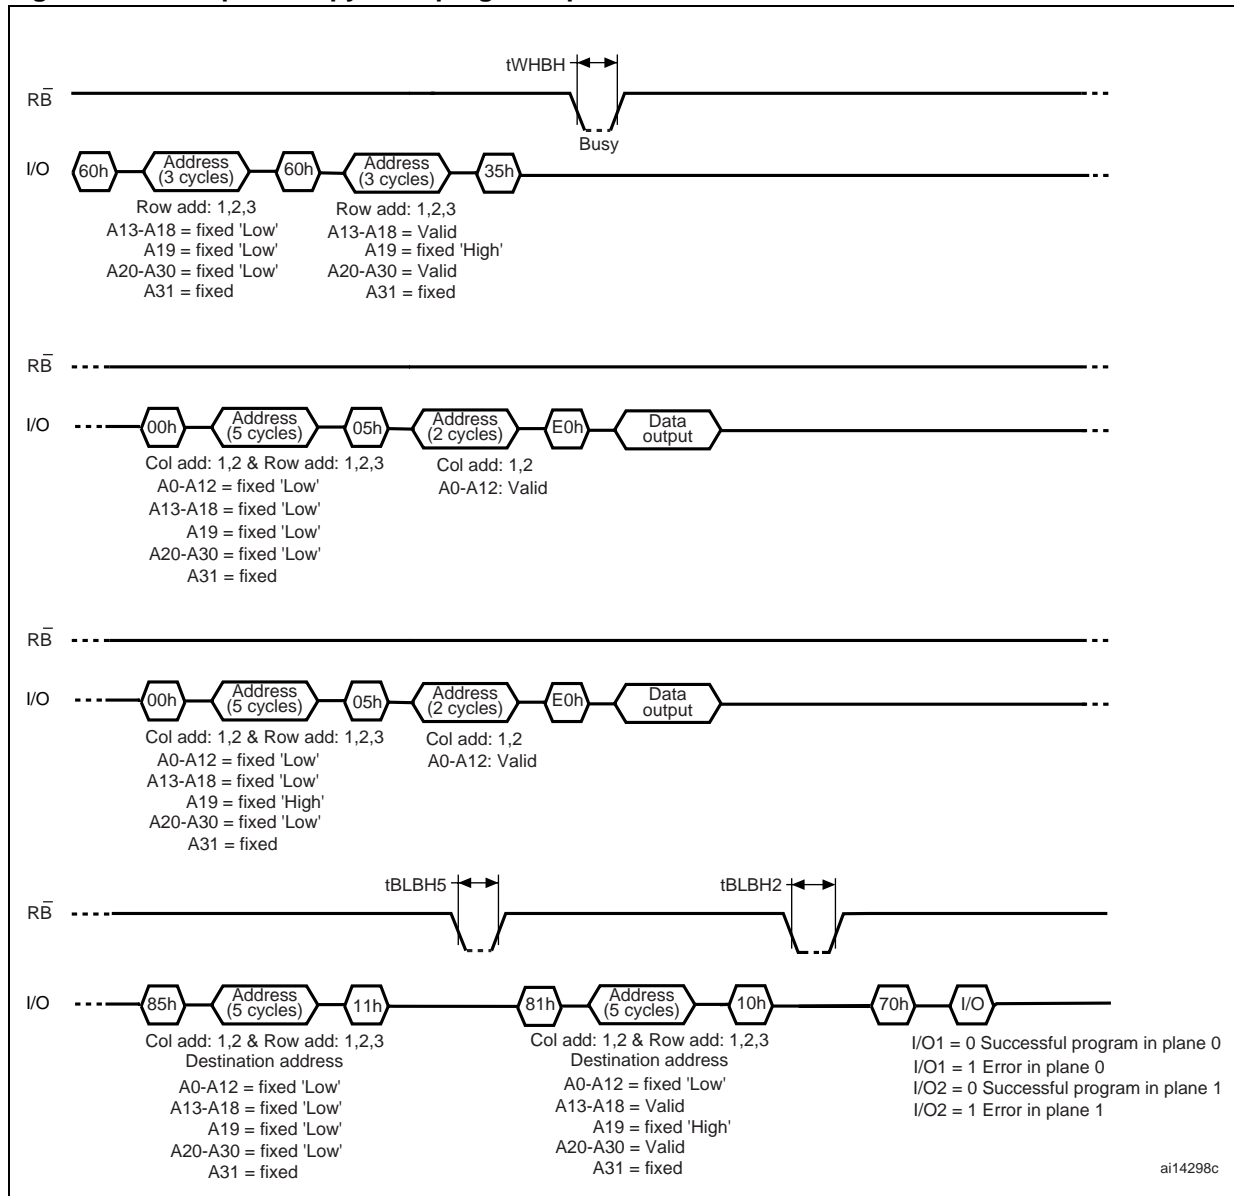 tWHBH
RB̅
Busy
I/O
60h
Address
(3 cycles)
60h
Address
(3 cycles)
35h
Row add: 1,2,3
A13-A18 = fixed 'Low'
A19 = fixed 'Low'
A20-A30 = fixed 'Low'
A31 = fixed
Row add: 1,2,3
A13-A18 = Valid
A19 = fixed 'High'
A20-A30 = Valid
A31 = fixed
RB̅
I/O
00h
Address
(5 cycles)
05h
Address
(2 cycles)
E0h
Data
output
Col add: 1,2 & Row add: 1,2,3
A0-A12 = fixed 'Low'
A13-A18 = fixed 'Low'
A19 = fixed 'Low'
A20-A30 = fixed 'Low'
A31 = fixed
Col add: 1,2
A0-A12: Valid
RB̅
I/O
00h
Address
(5 cycles)
05h
Address
(2 cycles)
E0h
Data
output
Col add: 1,2 & Row add: 1,2,3
A0-A12 = fixed 'Low'
A13-A18 = fixed 'Low'
A19 = fixed 'High'
A20-A30 = fixed 'Low'
A31 = fixed
Col add: 1,2
A0-A12: Valid
tBLBH5
tBLBH2
RB̅
I/O
85h
Address
(5 cycles)
11h
81h
Address
(5 cycles)
10h
70h
I/O
Col add: 1,2 & Row add: 1,2,3
Destination address
A0-A12 = fixed 'Low'
A13-A18 = fixed 'Low'
A19 = fixed 'Low'
A20-A30 = fixed 'Low'
A31 = fixed
Col add: 1,2 & Row add: 1,2,3
Destination address
A0-A12 = fixed 'Low'
A13-A18 = Valid
A19 = fixed 'High'
A20-A30 = Valid
A31 = fixed
I/O1 = 0 Successful program in plane 0
I/O1 = 1 Error in plane 0
I/O2 = 0 Successful program in plane 1
I/O2 = 1 Error in plane 1
ai14298c